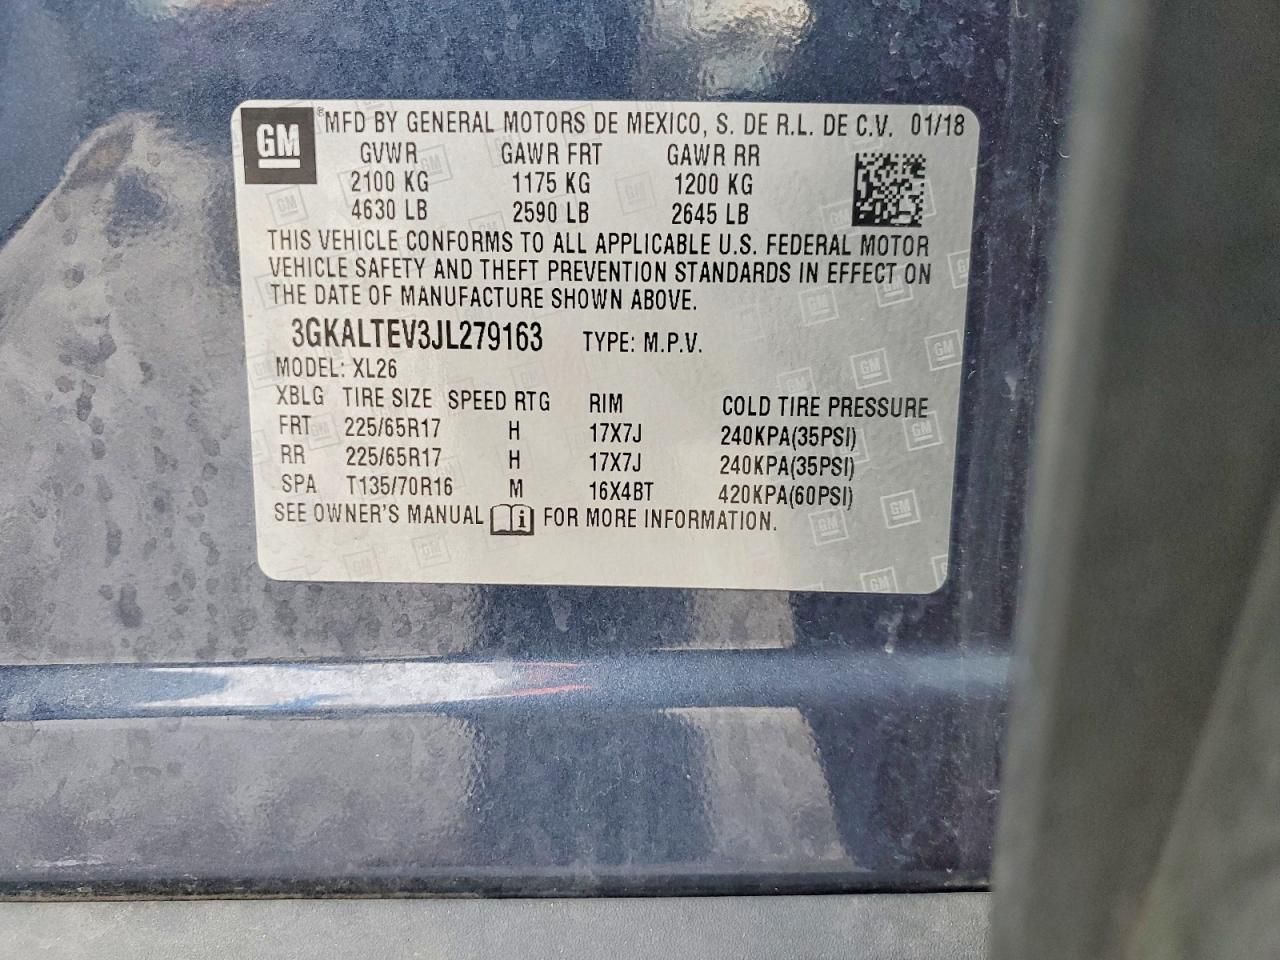 GM ®MFD BY GENERAL MOTORS DE MEXICO, S. DE R.L. DE C.V. 01/18
GVWR GAWR FRT GAWR RR
2100 KG 1175 KG 1200 KG
4630 LB 2590 LB 2645 LB
THIS VEHICLE CONFORMS TO ALL APPLICABLE U.S. FEDERAL MOTOR
VEHICLE SAFETY AND THEFT PREVENTION STANDARDS IN EFFECT ON
THE DATE OF MANUFACTURE SHOWN ABOVE.
3GKALTEV3JL279163 TYPE: M.P.V.
MODEL: XL26
XBLG TIRE SIZE SPEED RTG RIM COLD TIRE PRESSURE
FRT 225/65R17 H 17X7J 240KPA(35PSI)
RR 225/65R17 H 17X7J 240KPA(35PSI)
SPA T135/70R16 M 16X4BT 420KPA(60PSI)
SEE OWNER'S MANUAL i FOR MORE INFORMATION.